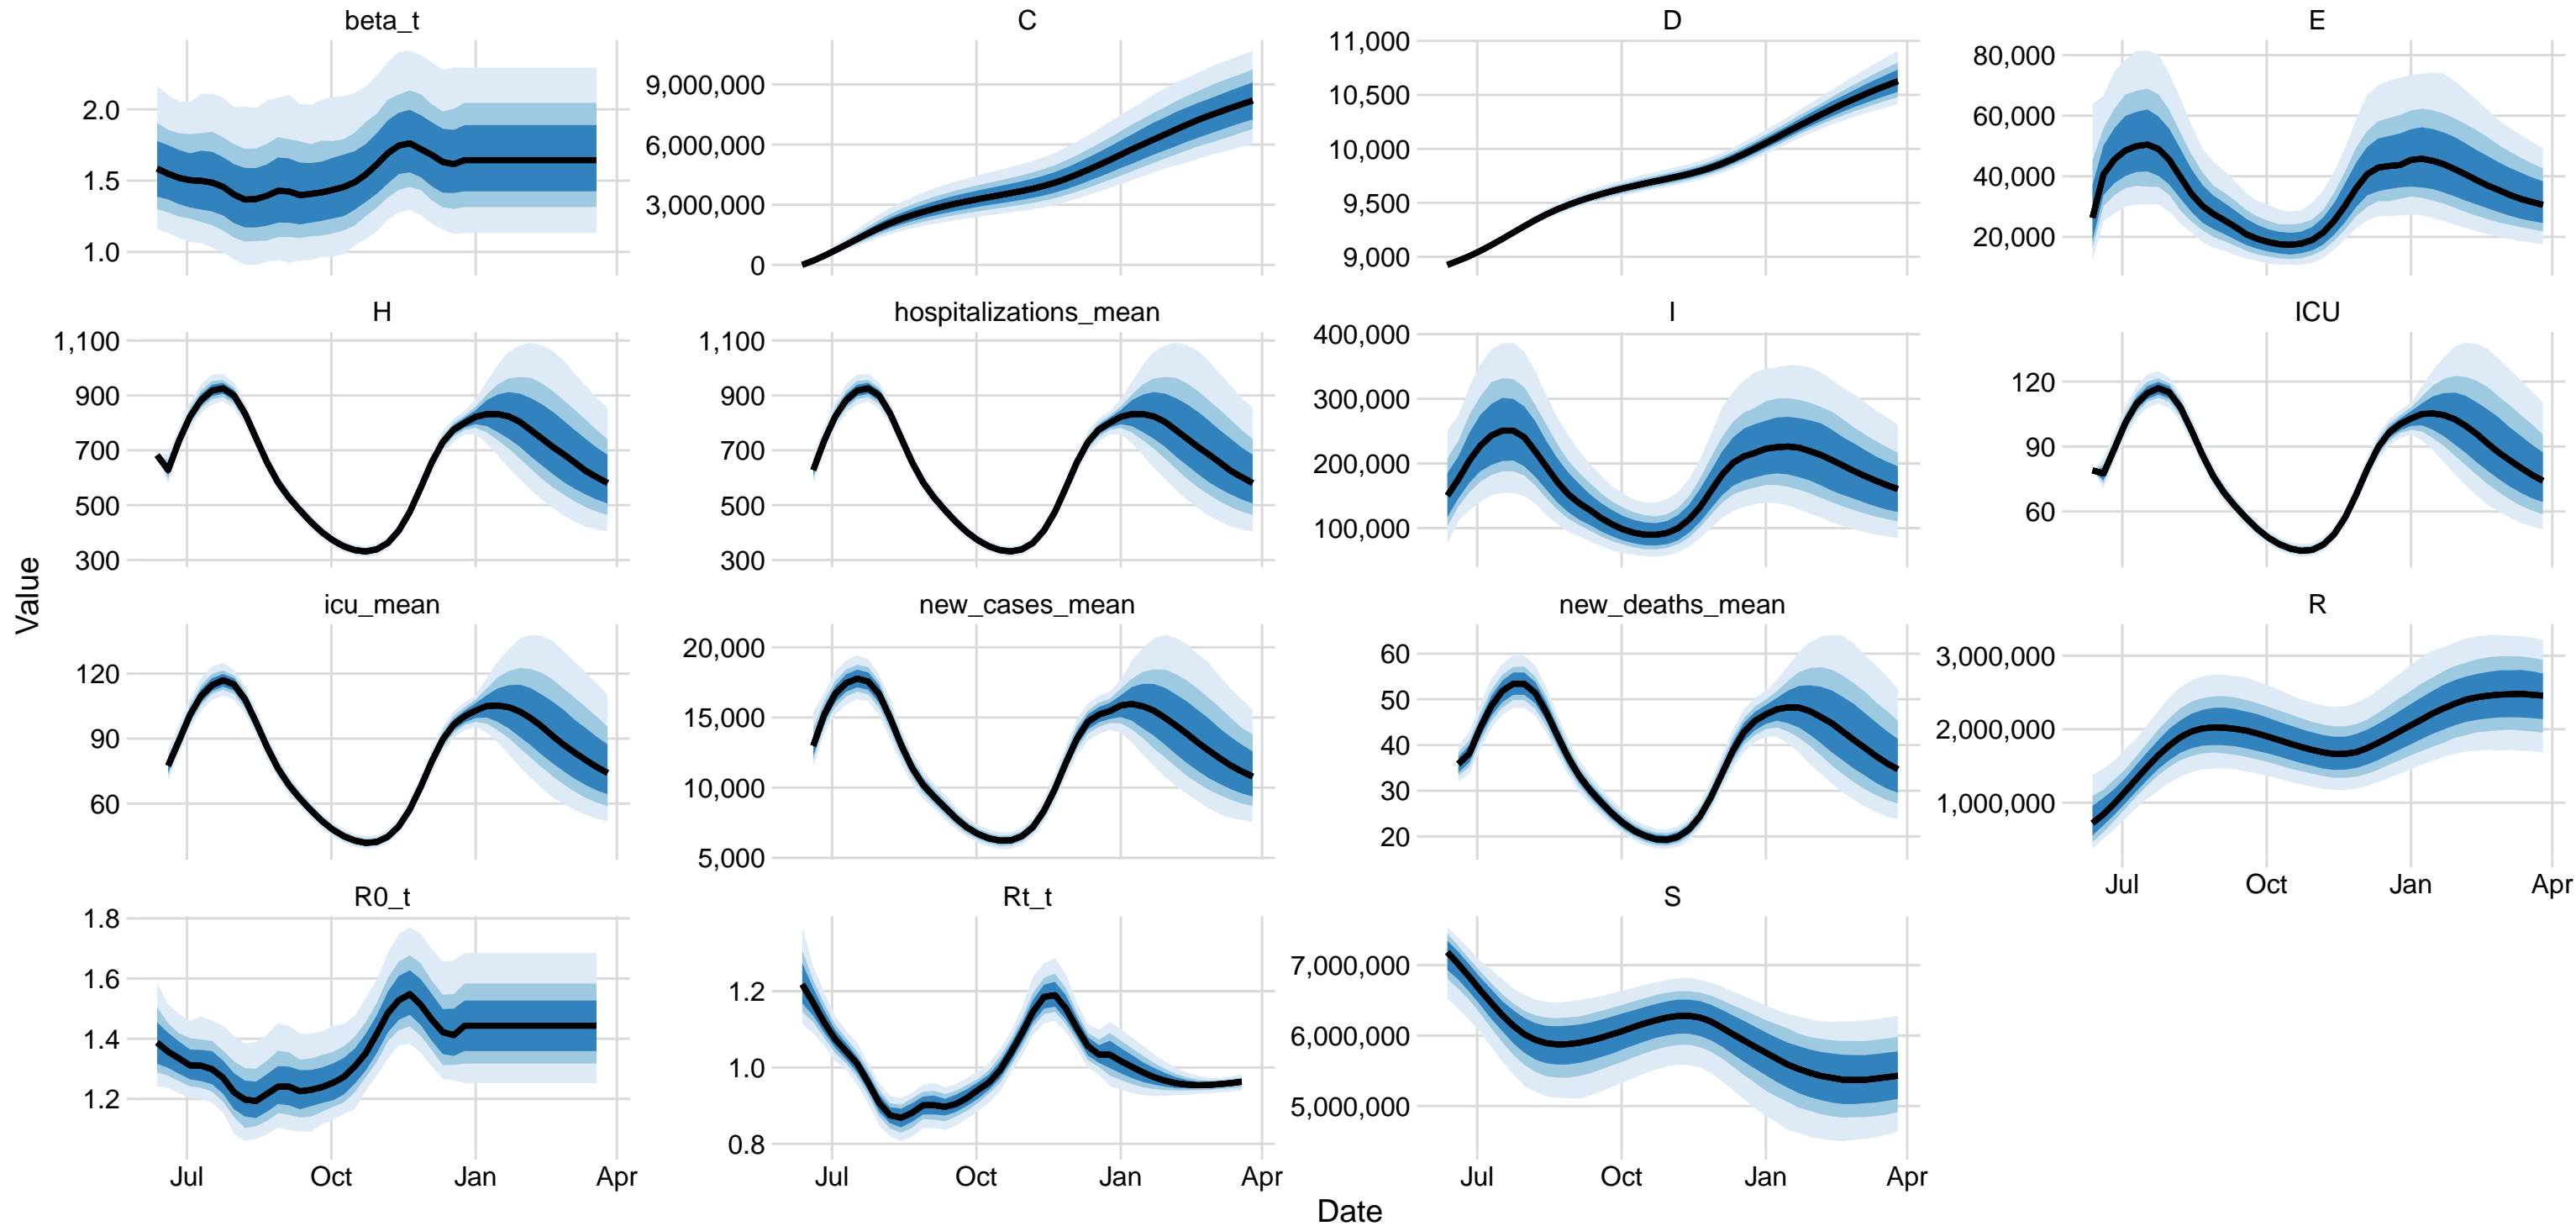 beta_t
C
D
E
2.0
1.5
1.0
9,000,000
6,000,000
3,000,000
0
11,000
10,500
10,000
9,500
9,000
80,000
60,000
40,000
20,000
H
hospitalizations_mean
I
ICU
1,100
900
700
500
300
1,100
900
700
500
300
400,000
300,000
200,000
100,000
120
90
60
Value
icu_mean
new_cases_mean
new_deaths_mean
R
120
90
60
20,000
15,000
10,000
5,000
60
50
40
30
20
3,000,000
2,000,000
1,000,000
Jul Oct Jan Apr
R0_t
Rt_t
S
1.8
1.6
1.4
1.2
1.2
1.0
0.8
7,000,000
6,000,000
5,000,000
Jul Oct Jan Apr
Jul Oct Jan Apr
Jul Oct Jan Apr
Date